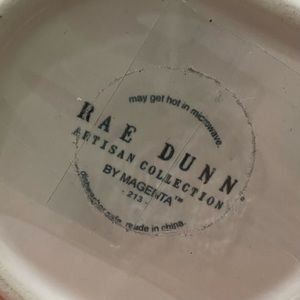 may get hot in microwave.
RAE DUNN
ARTISAN COLLECTION
BY MAGENTA™
- 213 -
dishwasher safe. made in china.